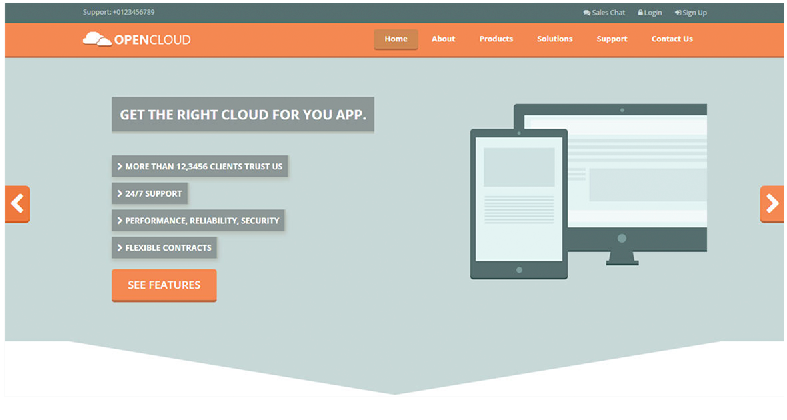 Support: +0123456789
Sales Chat Login Sign Up
OPENCLOUD
Home About Products Solutions Support Contact Us
GET THE RIGHT CLOUD FOR YOU APP.
MORE THAN 12,3456 CLIENTS TRUST US
24/7 SUPPORT
PERFORMANCE, RELIABILITY, SECURITY
FLEXIBLE CONTRACTS
SEE FEATURES